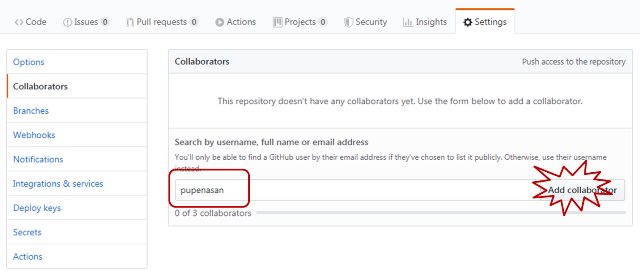 Code Issues 0 Pull requests 0 Actions Projects 0 Security Insights Settings
Options
Collaborators
Branches
Webhooks
Notifications
Integrations & services
Deploy keys
Secrets
Actions
Collaborators Push access to the repository
This repository doesn't have any collaborators yet. Use the form below to add a collaborator.
Search by username, full name or email address
You'll only be able to find a GitHub user by their email address if they've chosen to list it publicly. Otherwise, use their username
instead.
pupenasan Add collaborator
0 of 3 collaborators